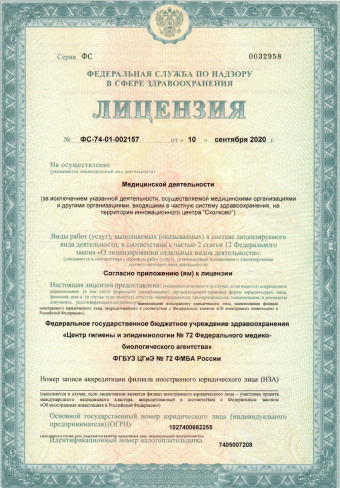 Серия ФС 0032958
ФЕДЕРАЛЬНАЯ СЛУЖБА ПО НАДЗОРУ
В СФЕРЕ ЗДРАВООХРАНЕНИЯ
ЛИЦЕНЗИЯ
№ ФС-74-01-002157 от « 10 » сентября 2020 г.
На осуществление
(указывается лицензируемый вид деятельности)
Медицинской деятельности
(за исключением указанной деятельности, осуществляемой медицинскими организациями
и другими организациями, входящими в частную систему здравоохранения, на
территории инновационного центра "Сколково")
Виды работ (услуг), выполняемых (оказываемых) в составе лицензируемого
вида деятельности, в соответствии с частью 2 статьи 12 Федерального
закона «О лицензировании отдельных видов деятельности»:
Согласно приложению (ям) к лицензии
Настоящая лицензия предоставлена:
Федеральное государственное бюджетное учреждение здравоохранения
«Центр гигиены и эпидемиологии № 72 Федерального медико-
биологического агентства»
ФГБУЗ ЦГиЭ № 72 ФМБА России
Номер записи аккредитации филиала иностранного юридического лица (НЗА)
Основной государственный номер юридического лица (индивидуального
предпринимателя) (ОГРН) 1027400662255
Идентификационный номер налогоплательщика 7405007208